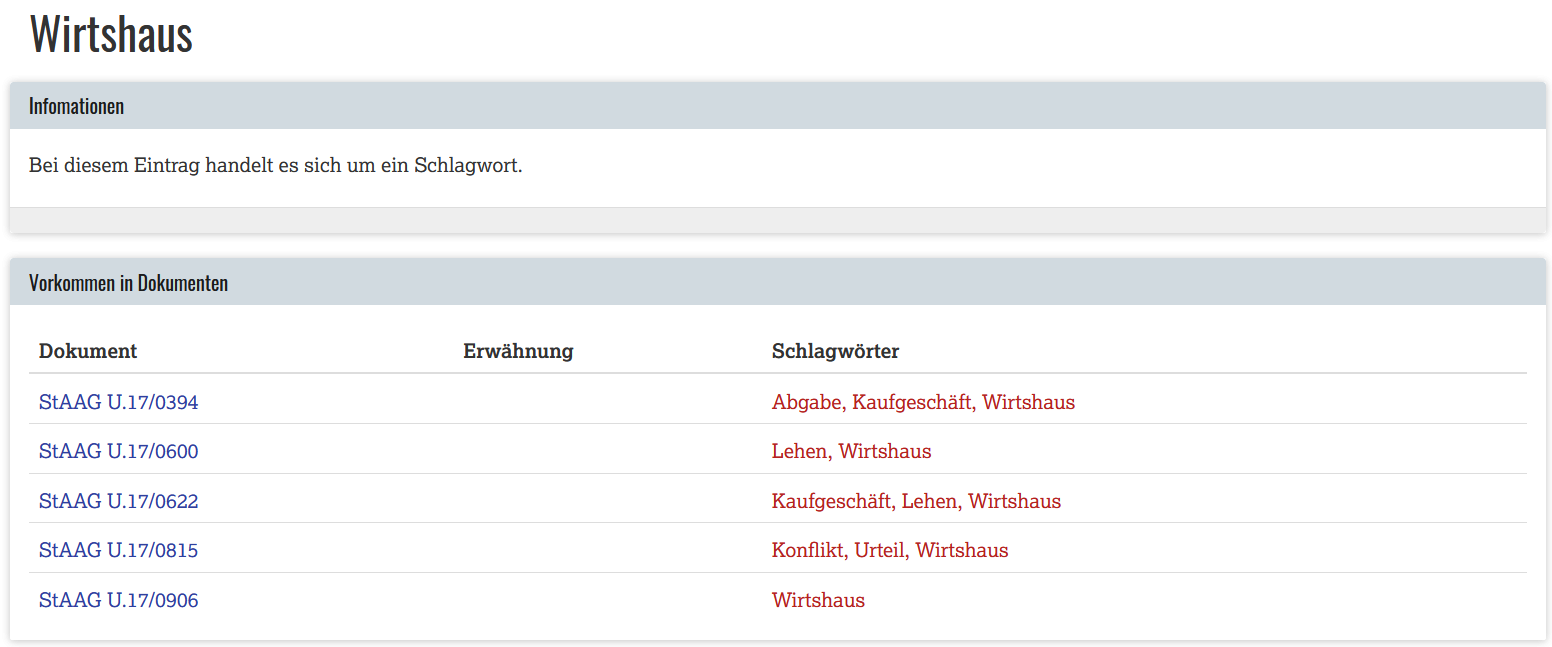 Wirtshaus
Infomationen
Bei diesem Eintrag handelt es sich um ein Schlagwort.
Vorkommen in Dokumenten
Dokument Erwähnung Schlagwörter
StAAG U.17/0394 Abgabe, Kaufgeschäft, Wirtshaus
StAAG U.17/0600 Lehen, Wirtshaus
StAAG U.17/0622 Kaufgeschäft, Lehen, Wirtshaus
StAAG U.17/0815 Konflikt, Urteil, Wirtshaus
StAAG U.17/0906 Wirtshaus